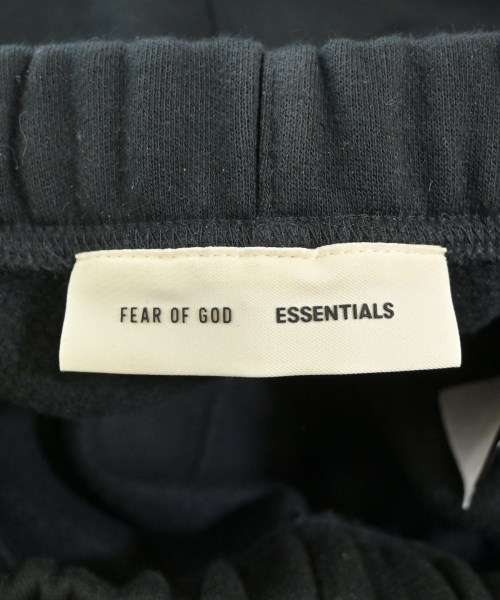 FEAR OF GOD ESSENTIALS